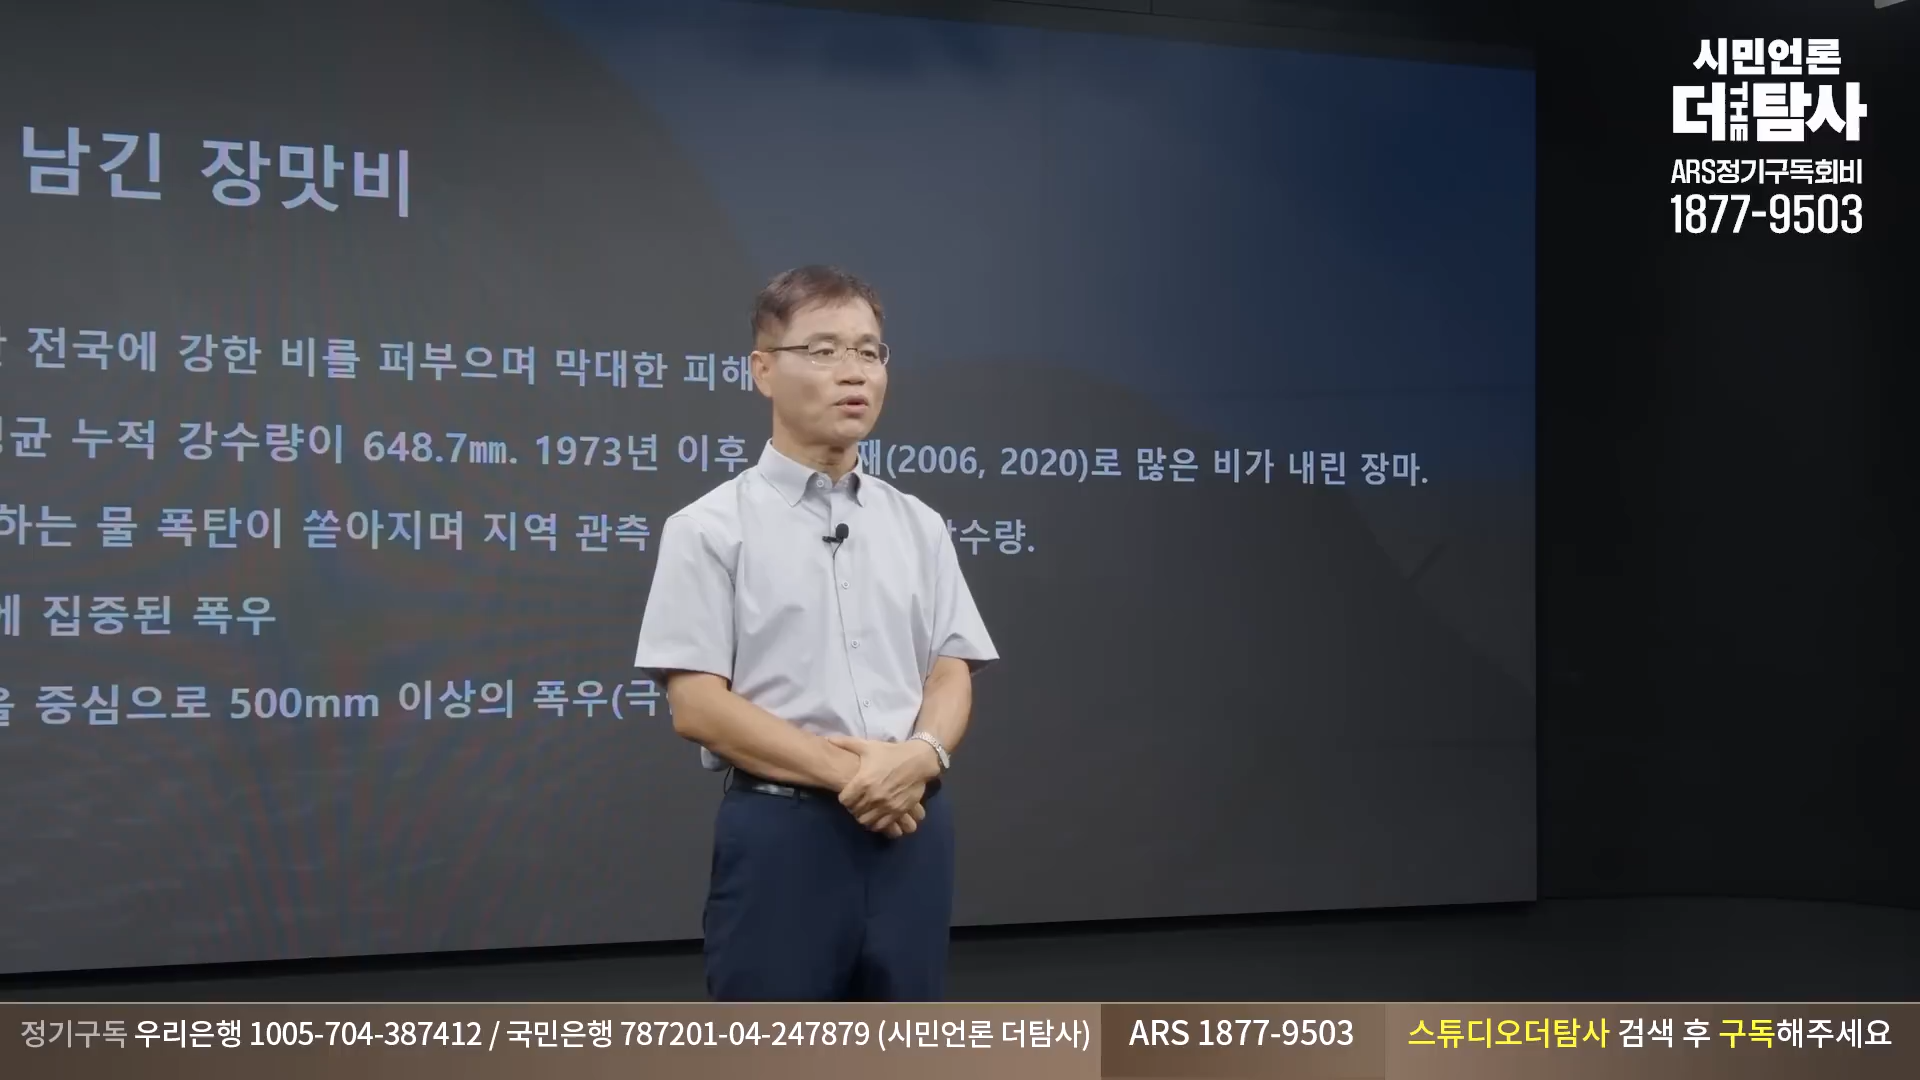 시민언론
더탐사
THE
ARS정기구독회비
1877-9503
남긴 장맛비
전국에 강한 비를 퍼부으며 막대한 피해
누적 강수량이 648.7㎜. 1973년 이후 째(2006, 2020)로 많은 비가 내린 장마.
하는 물 폭탄이 쏟아지며 지역 관측 수량.
에 집중된 폭우
을 중심으로 500mm 이상의 폭우(극
정기구독 우리은행 1005-704-387412 / 국민은행 787201-04-247879 (시민언론 더탐사)
ARS 1877-9503
스튜디오더탐사 검색 후 구독해주세요